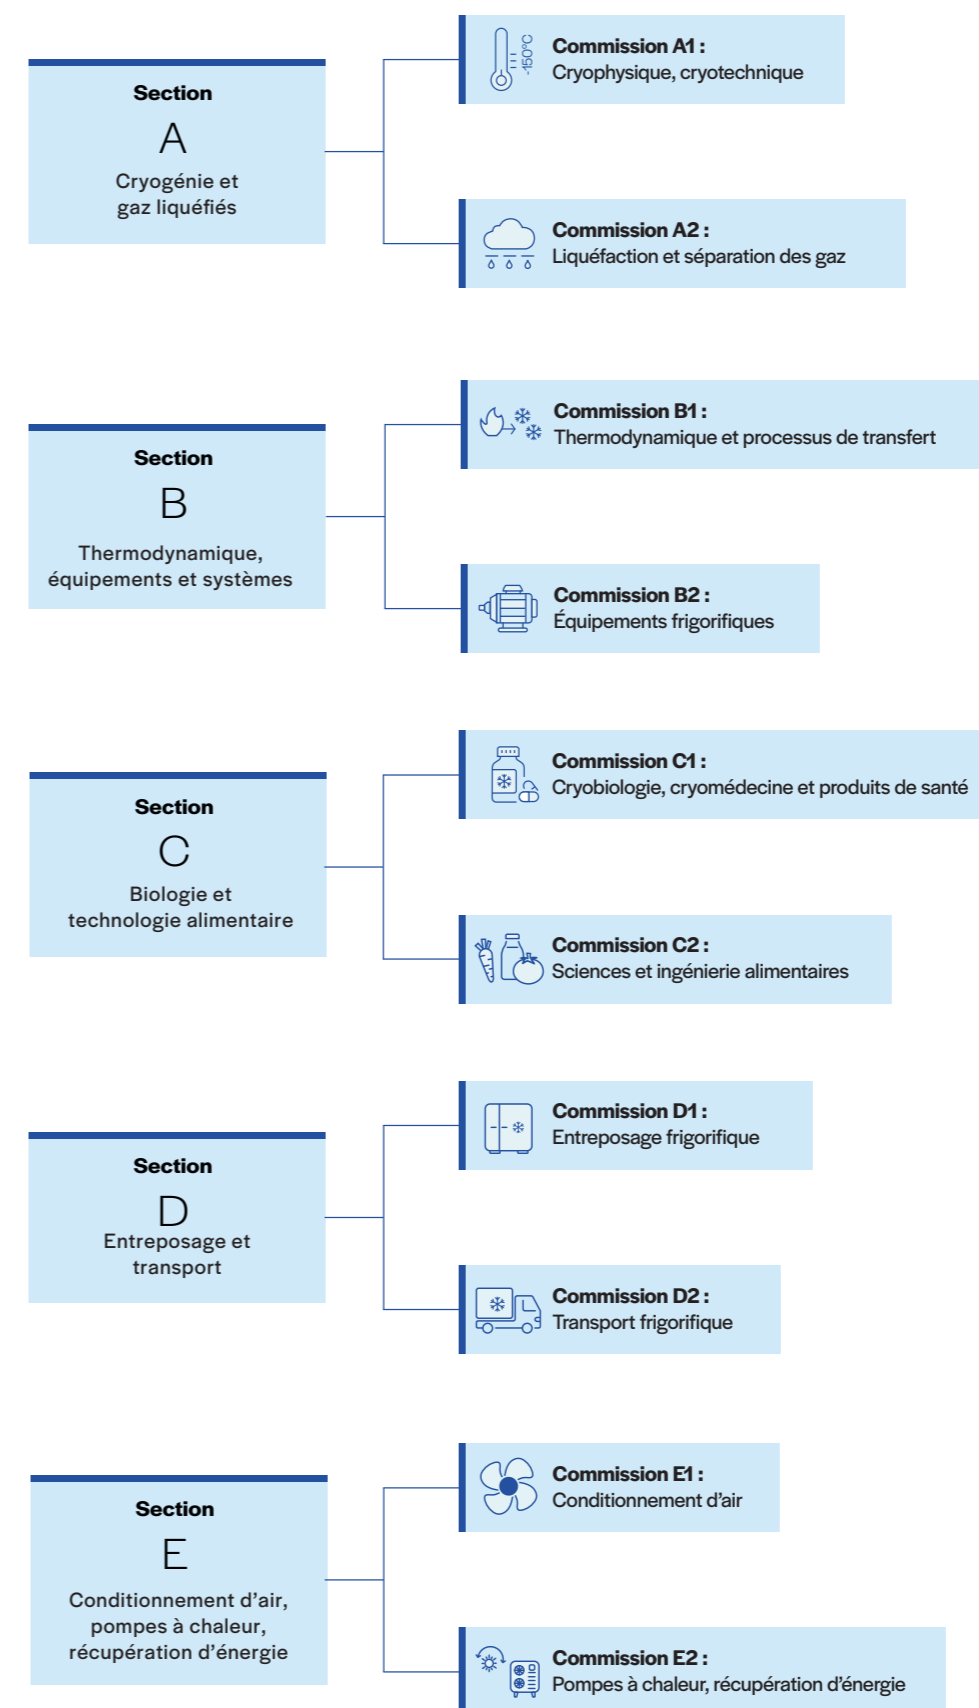 Section
A
Cryogénie et
gaz liquéfiés
-150°C
Commission A1 :
Cryophysique, cryotechnique
Commission A2 :
Liquéfaction et séparation des gaz
Section
B
Thermodynamique,
équipements et systèmes
Commission B1 :
Thermodynamique et processus de transfert
Commission B2 :
Équipements frigorifiques
Section
C
Biologie et
technologie alimentaire
Commission C1 :
Cryobiologie, cryomédecine et produits de santé
Commission C2 :
Sciences et ingénierie alimentaires
Section
D
Entreposage et
transport
Commission D1 :
Entreposage frigorifique
Commission D2 :
Transport frigorifique
Section
E
Conditionnement d'air,
pompes à chaleur,
récupération d'énergie
Commission E1 :
Conditionnement d'air
Commission E2 :
Pompes à chaleur, récupération d'énergie